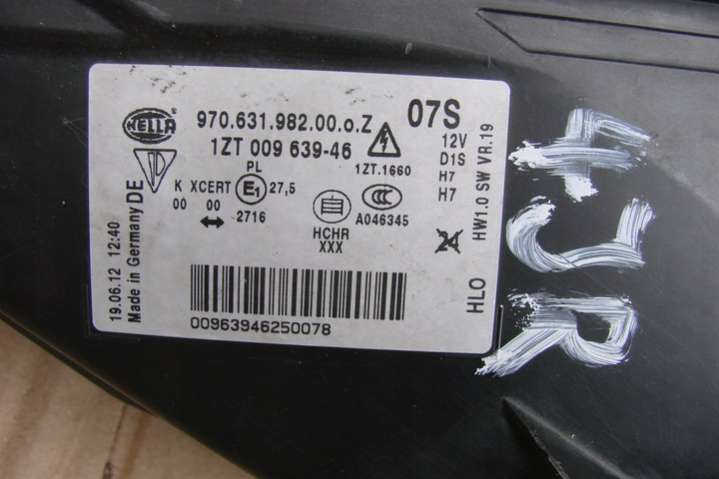 HELLA
970.631.982.00.o.Z
07S
1ZT 009 639-46
1ZT.1660
12V
D1S
H7
H7
PL
K XCERT E1 27,5
00 00
2716
HCHR
XXX
CCC
A046345
24
DE
Made in Germany
19.06.12 12:40
HLO HW1.0 SW VR.19
00963946250078